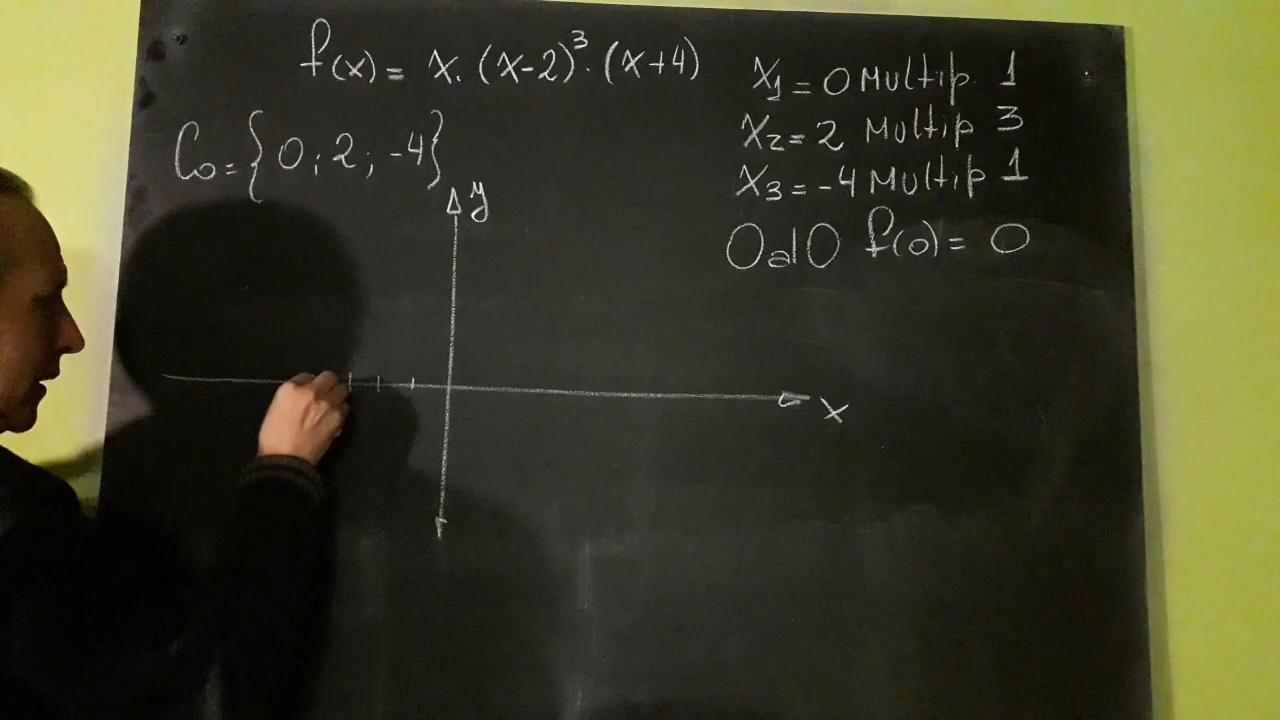 f(x) = x. (x-2)³. (x+4)
C₀ = {0 ; 2 ; -4}
x₁ = 0 Multip. 1
x₂ = 2 Multip 3
x₃ = -4 Multip 1
OalO f(0) = 0
y
x